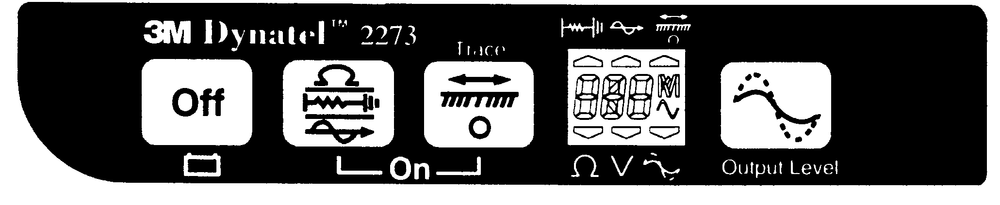 3M Dynatel™ 2273
Trace
Off
On
Ω V
Output Level